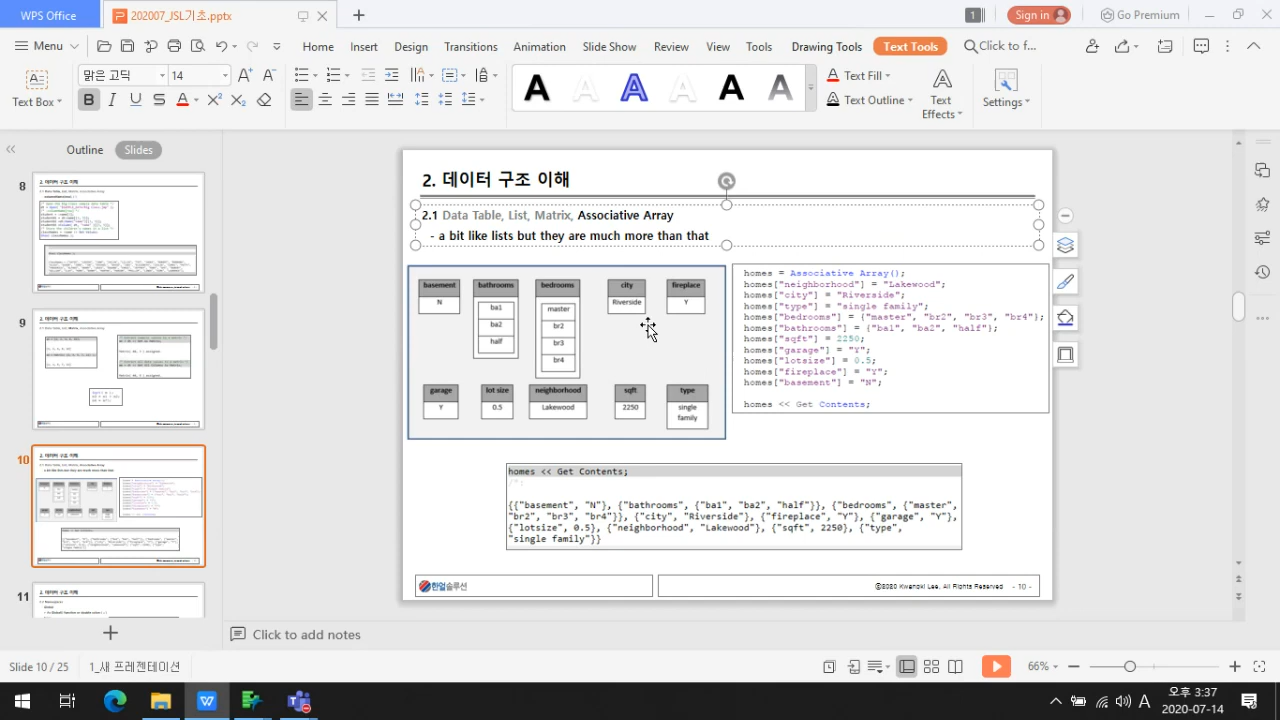 WPS Office
202007_JSL기초.pptx
1
Sign in
Go Premium
Menu
Home
Insert
Design
Transitions
Animation
Slide Show
Review
View
Tools
Drawing Tools
Text Tools
Click to f...
Text Box
맑은 고딕
14
A A A A A A
Text Fill
Text Outline
Text
Effects
Settings
Outline
Slides
8
9
10
11
2. 데이터 구조 이해
2.1 Data Table, List, Matrix, Associative Array
- a bit like lists but they are much more than that
basement
N
bathrooms
ba1
ba2
half
bedrooms
master
br2
br3
br4
city
Riverside
fireplace
Y
garage
Y
lot size
0.5
neighborhood
Lakewood
sqft
2250
type
single
family
homes = Associative Array();
homes["neighborhood"] = "Lakewood";
homes["city"] = "Riverside";
homes["type"] = "single family";
homes["bedrooms"] = {"master", "br2", "br3", "br4"};
homes["bathrooms"] = {"ba1", "ba2", "half"};
homes["sqft"] = 2250;
homes["garage"] = "Y";
homes["lotsize"] = 0.5;
homes["fireplace"] = "Y";
homes["basement"] = "N";
homes << Get Contents;
homes << Get Contents;
/*:
{{"basement", "N"}, {"bathrooms", {"ba1", "ba2", "half"}}, {"bedrooms", {"master",
"br2", "br3", "br4"}}, {"city", "Riverside"}, {"fireplace", "Y"}, {"garage", "Y"},
{"lotsize", 0.5}, {"neighborhood", "Lakewood"}, {"sqft", 2250}, {"type",
"single family"}}
한얼솔루션
©2020 Kwangki Lee. All Rights Reserved
- 10 -
Click to add notes
Slide 10 / 25
1_새 프레젠테이션
66%
A
오후 3:37
2020-07-14